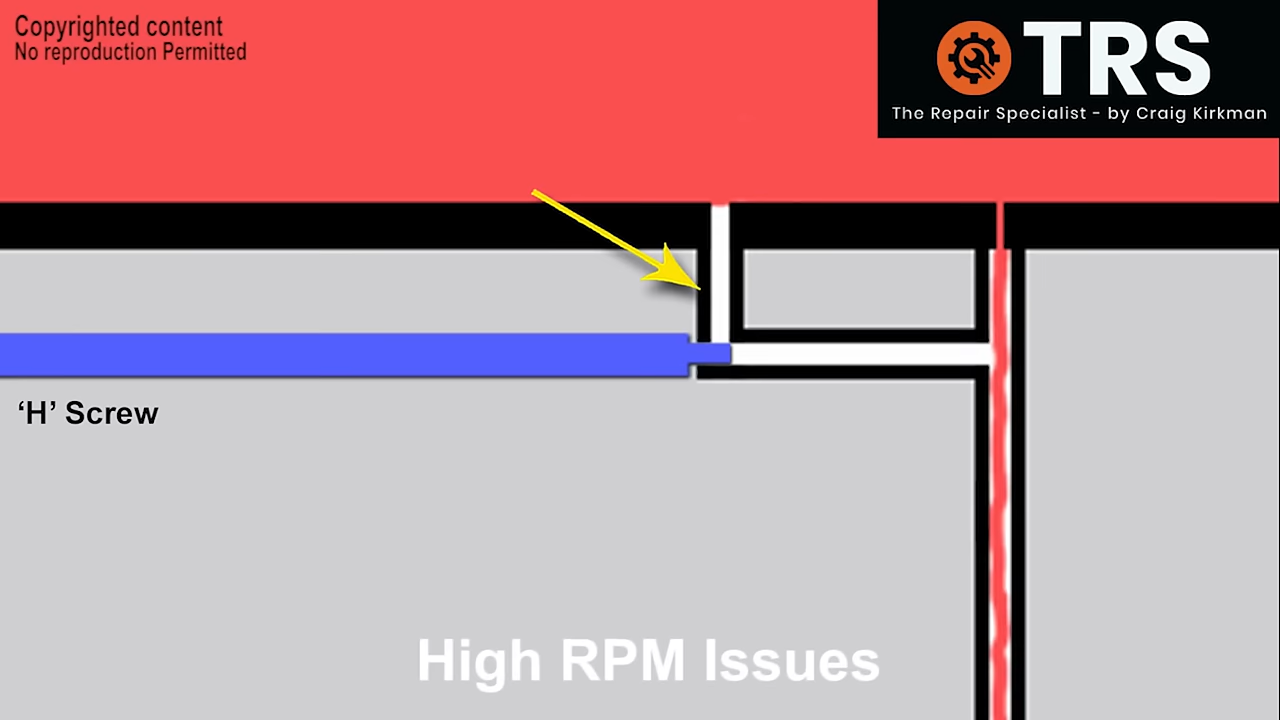 Copyrighted content
No reproduction Permitted
TRS
The Repair Specialist - by Craig Kirkman
‘H’ Screw
High RPM Issues